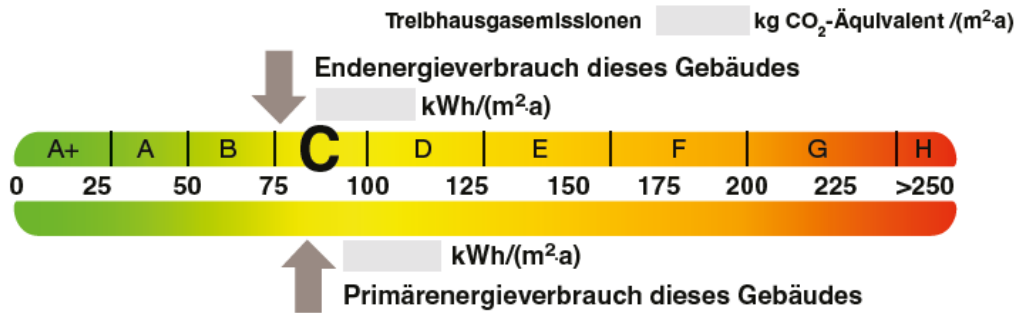 Treibhausgasemissionen kg CO₂-Äquivalent /(m²·a)
Endenergieverbrauch dieses Gebäudes
kWh/(m²·a)
A+ A B C D E F G H
0 25 50 75 100 125 150 175 200 225 >250
kWh/(m²·a)
Primärenergieverbrauch dieses Gebäudes